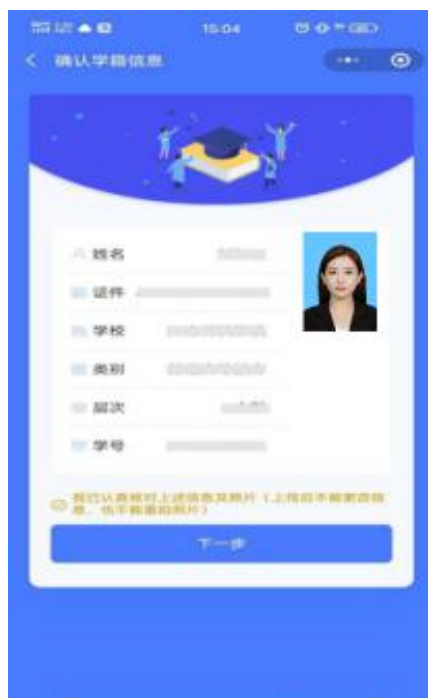 15:04
确认学籍信息
姓名
证件
学校
类别
层次
学号
我已认真核对上述信息及照片（上传后不能更改信
息，也不能重拍照片）
下一步